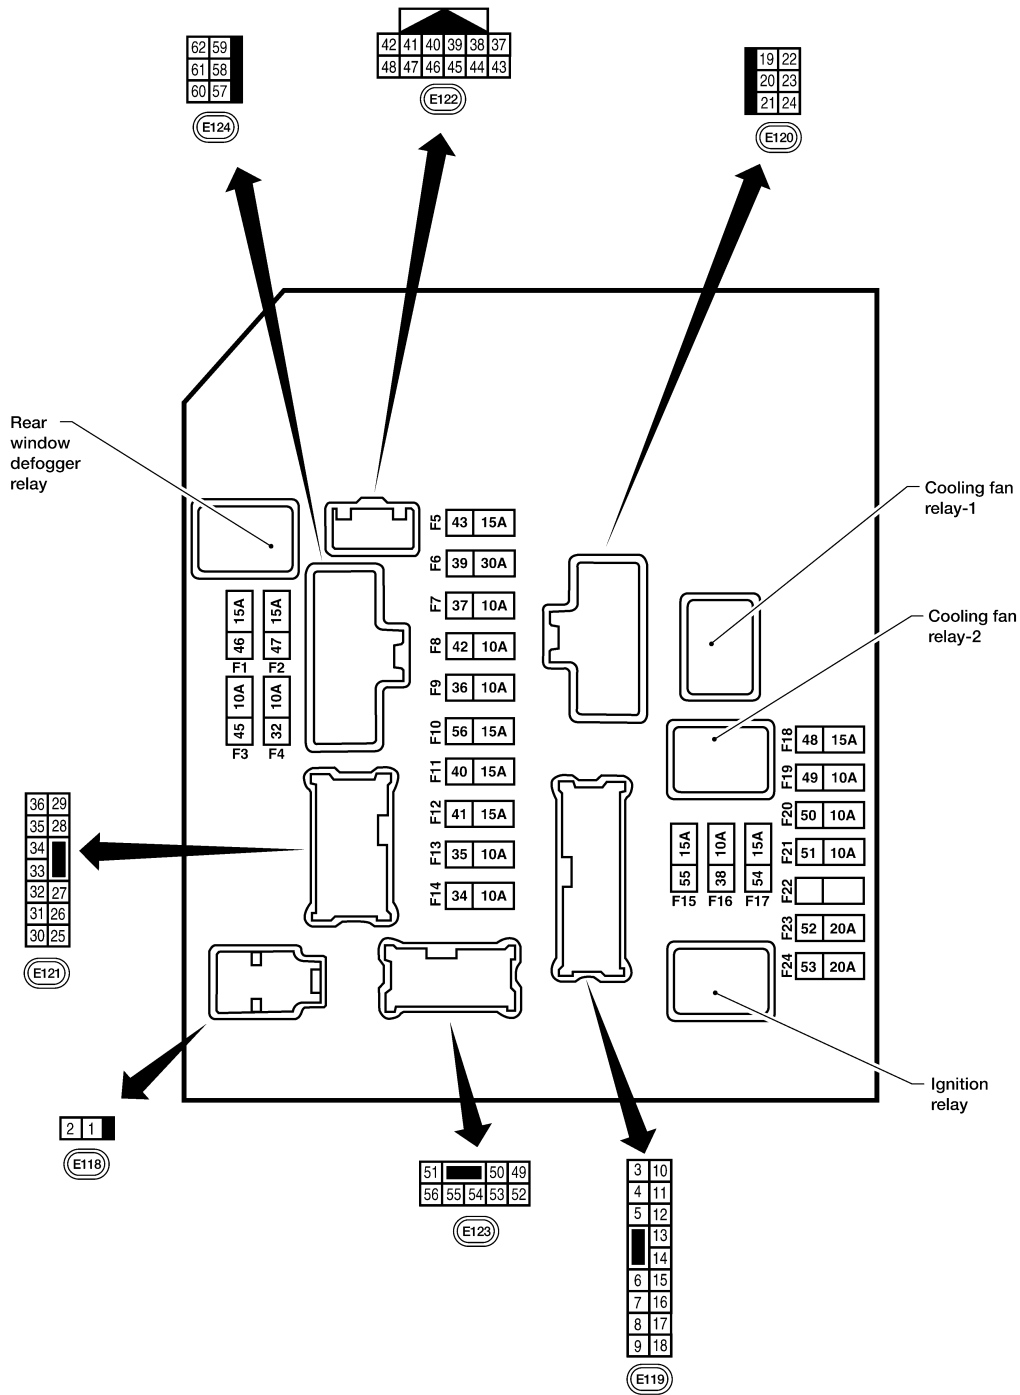 62 59
61 58
60 57
E124
42 41 40 39 38 37
48 47 46 45 44 43
E122
19 22
20 23
21 24
E120
Rear
window
defogger
relay
Cooling fan
relay-1
Cooling fan
relay-2
F5 43 15A
F6 39 30A
F7 37 10A
F8 42 10A
F9 36 10A
F10 56 15A
F11 40 15A
F12 41 15A
F13 35 10A
F14 34 10A
46 15A
F1
47 15A
F2
45 10A
F3
32 10A
F4
F18 48 15A
F19 49 10A
F20 50 10A
F21 51 10A
F22
F23 52 20A
F24 53 20A
55 15A
F15
38 10A
F16
54 15A
F17
36 29
35 28
34
33
32 27
31 26
30 25
E121
Ignition
relay
2 1
E118
51 50 49
56 55 54 53 52
E123
3 10
4 11
5 12
13
14
6 15
7 16
8 17
9 18
E119